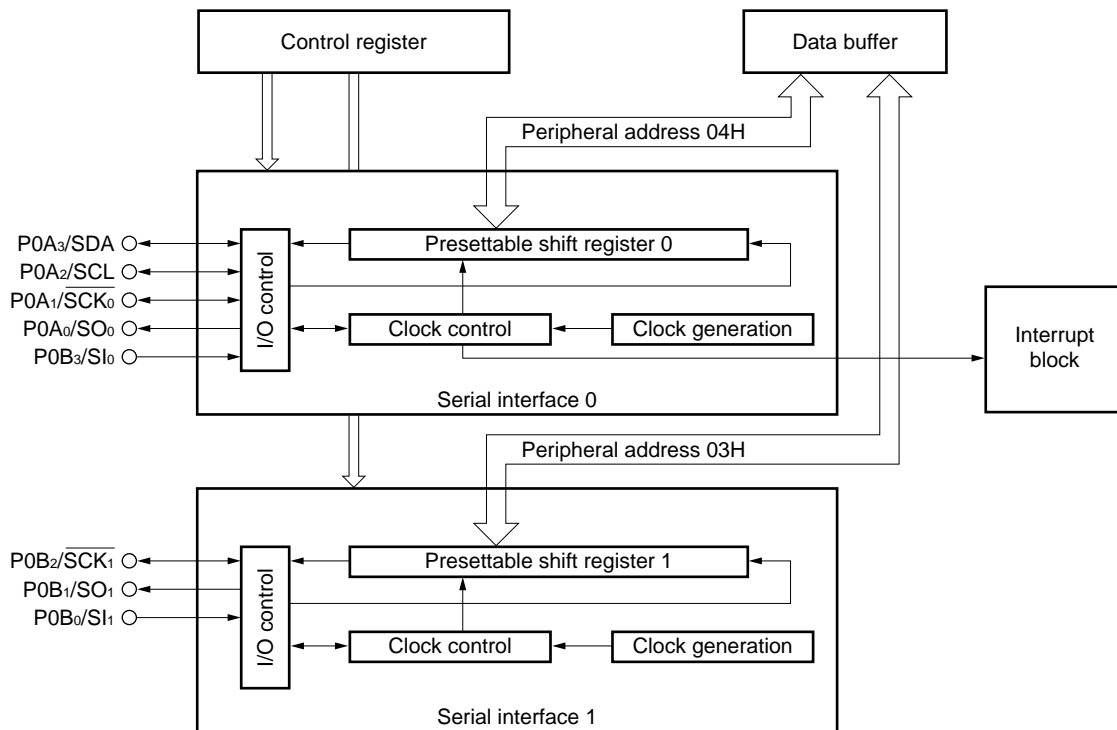 Control register
Data buffer
Peripheral address 04H
P0A₃/SDA
P0A₂/SCL
P0A₁/S̅C̅K̅₀
P0A₀/SO₀
P0B₃/SI₀
I/O control
Presettable shift register 0
Clock control
Clock generation
Serial interface 0
Interrupt
block
Peripheral address 03H
P0B₂/S̅C̅K̅₁
P0B₁/SO₁
P0B₀/SI₁
I/O control
Presettable shift register 1
Clock control
Clock generation
Serial interface 1